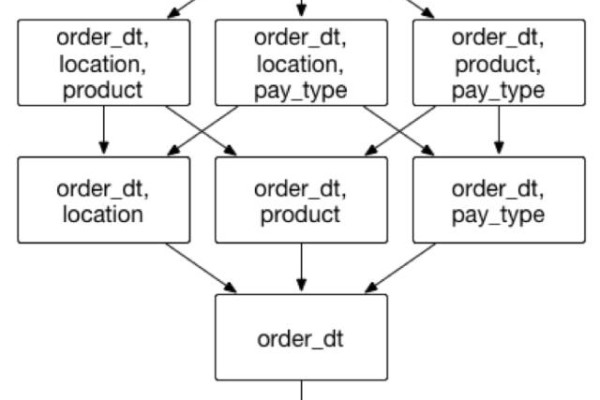 order_dt,
location,
product
order_dt,
location,
pay_type
order_dt,
product,
pay_type
order_dt,
location
order_dt,
product
order_dt,
pay_type
order_dt